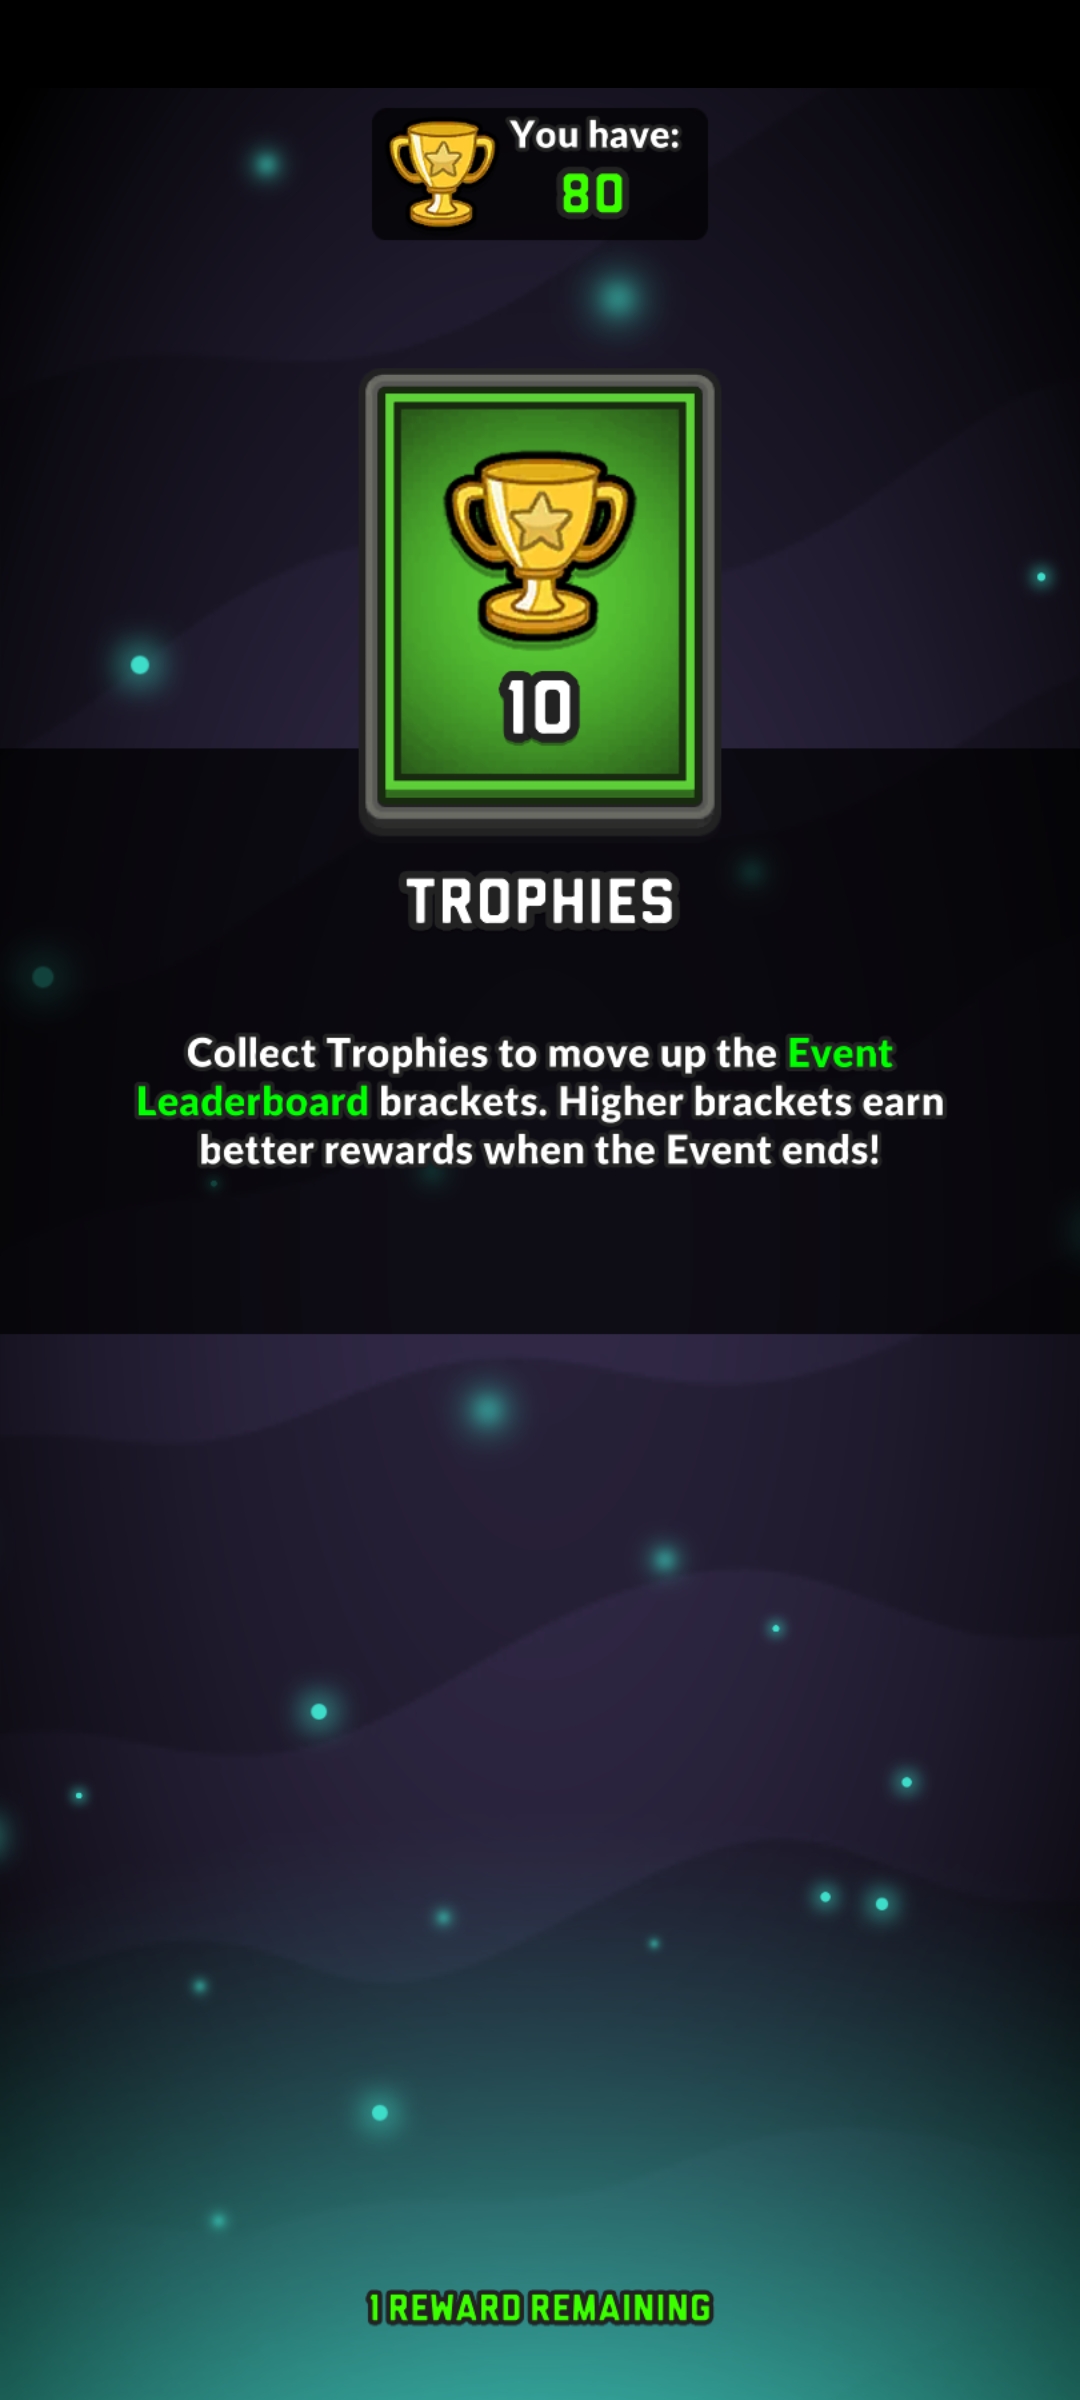 You have:
80
10
TROPHIES
Collect Trophies to move up the Event
Leaderboard brackets. Higher brackets earn
better rewards when the Event ends!
1 REWARD REMAINING